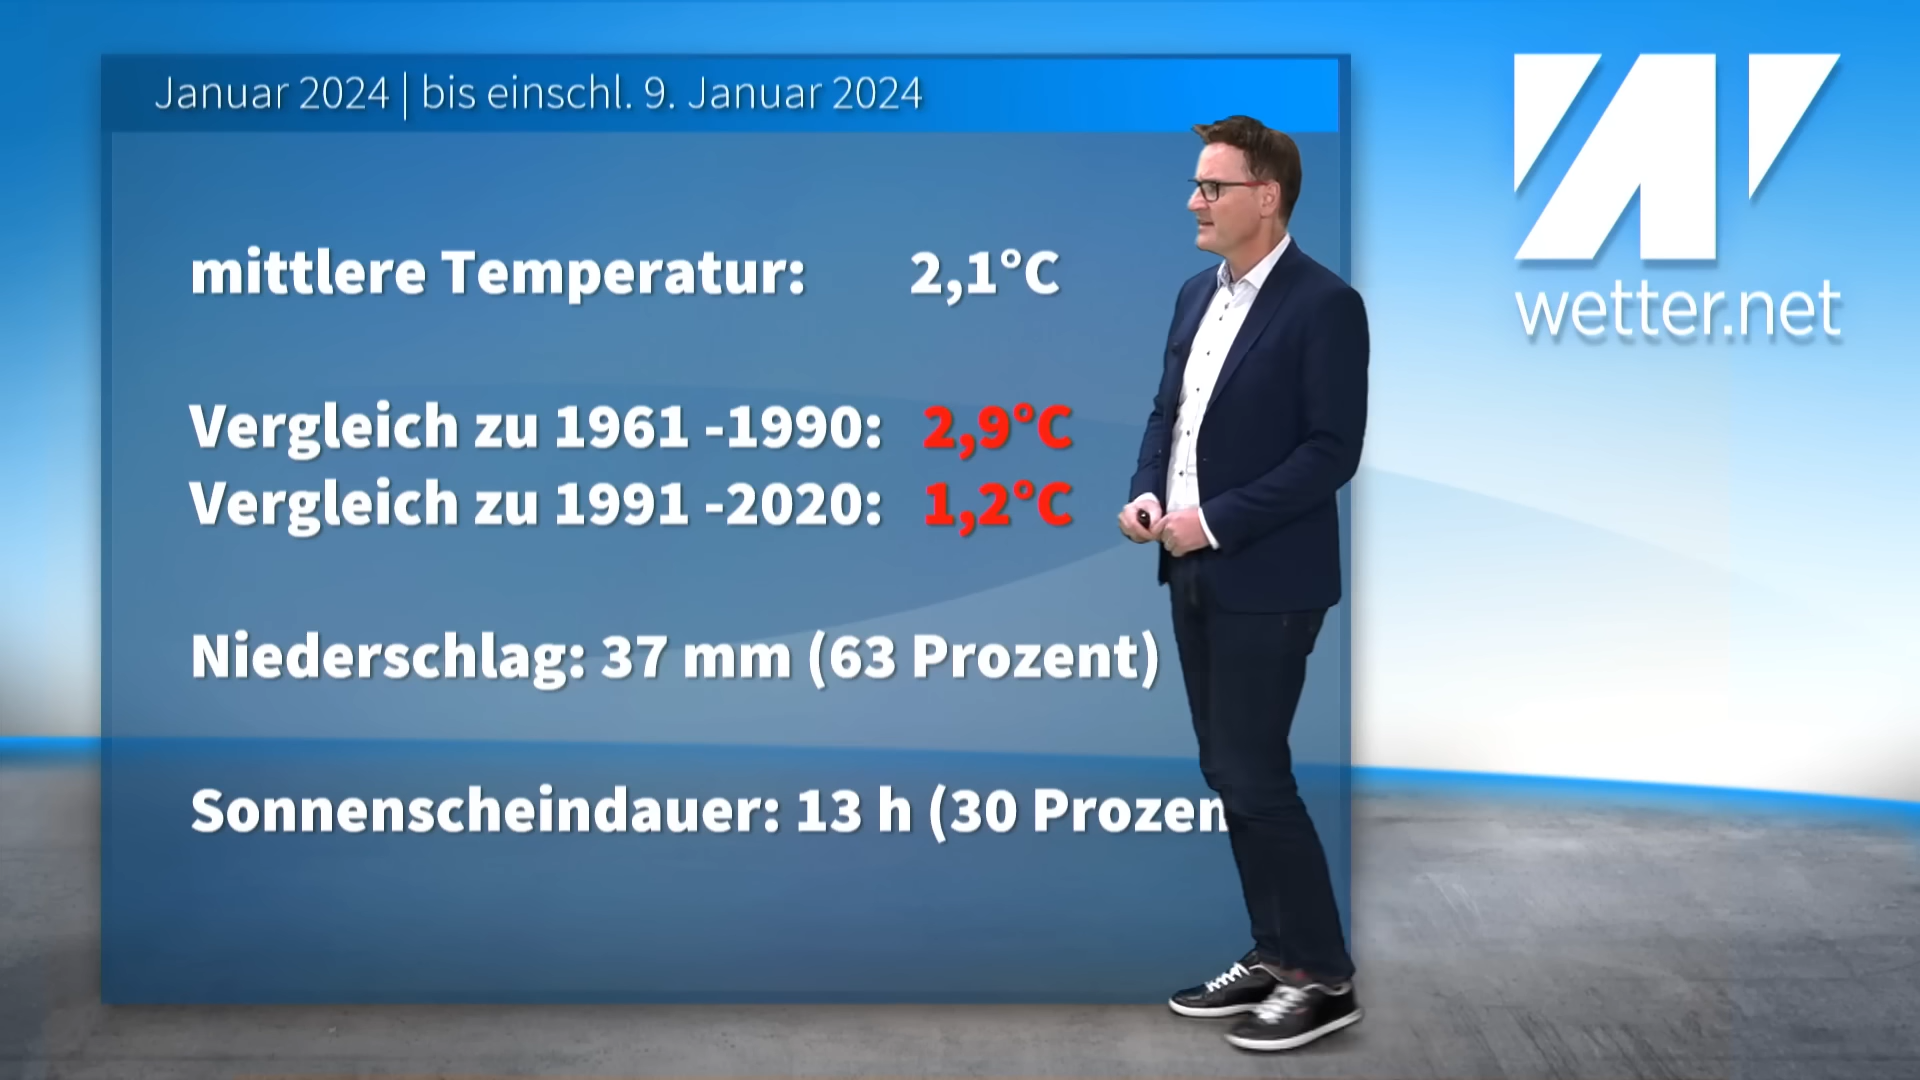 Januar 2024 | bis einschl. 9. Januar 2024
mittlere Temperatur: 2,1°C
Vergleich zu 1961 -1990: 2,9°C
Vergleich zu 1991 -2020: 1,2°C
Niederschlag: 37 mm (63 Prozent)
Sonnenscheindauer: 13 h (30 Prozen
wetter.net